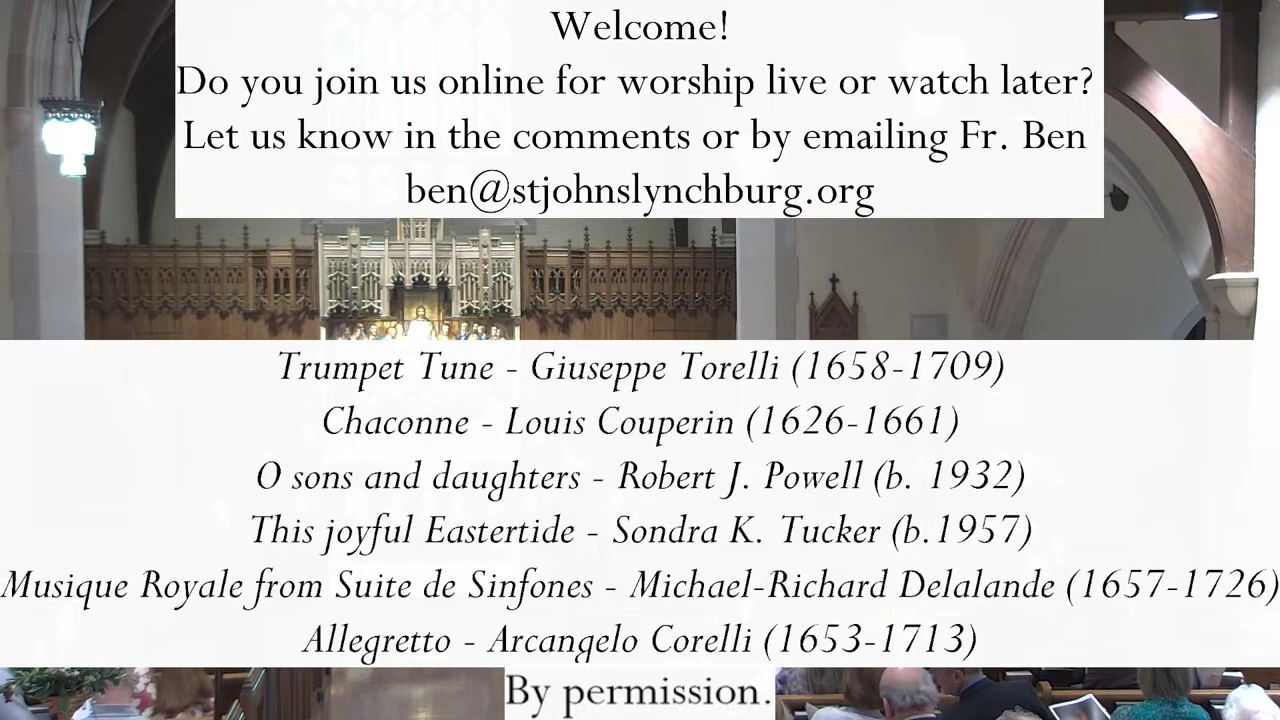 Welcome!
Do you join us online for worship live or watch later?
Let us know in the comments or by emailing Fr. Ben
ben@stjohnslynchburg.org
Trumpet Tune - Giuseppe Torelli (1658-1709)
Chaconne - Louis Couperin (1626-1661)
O sons and daughters - Robert J. Powell (b. 1932)
This joyful Eastertide - Sondra K. Tucker (b.1957)
Musique Royale from Suite de Sinfones - Michael-Richard Delalande (1657-1726)
Allegretto - Arcangelo Corelli (1653-1713)
By permission.